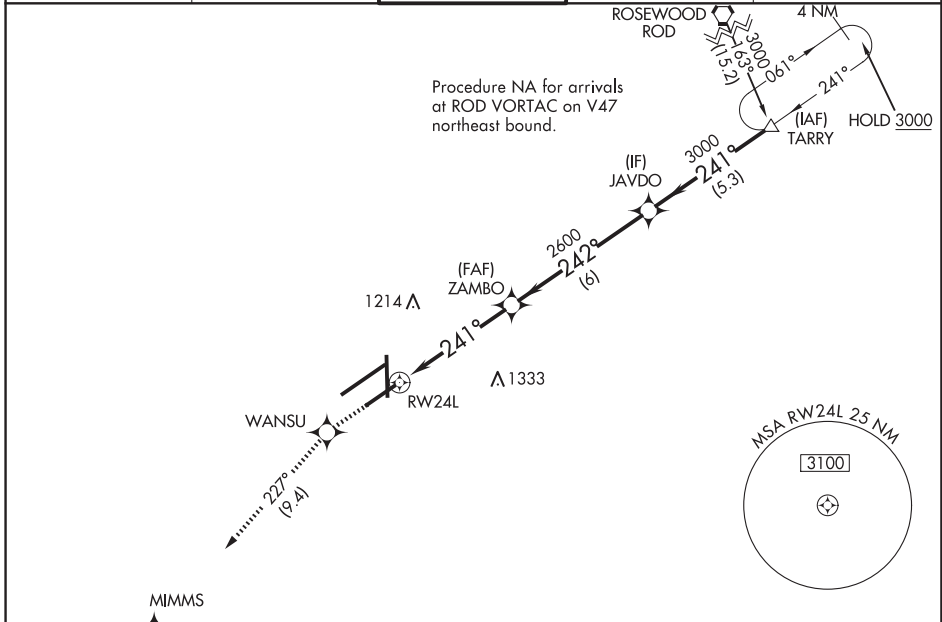 ROSEWOOD
ROD
3000
163°
(15.2)
4 NM
061°
241°
HOLD 3000
(IAF)
TARRY
Procedure NA for arrivals
at ROD VORTAC on V47
northeast bound.
3000
241°
(5.3)
(IF)
JAVDO
2600
242°
(6)
(FAF)
ZAMBO
1214
241°
1333
RW24L
WANSU
227°
(9.4)
MIMMS
MSA RW24L 25 NM
3100